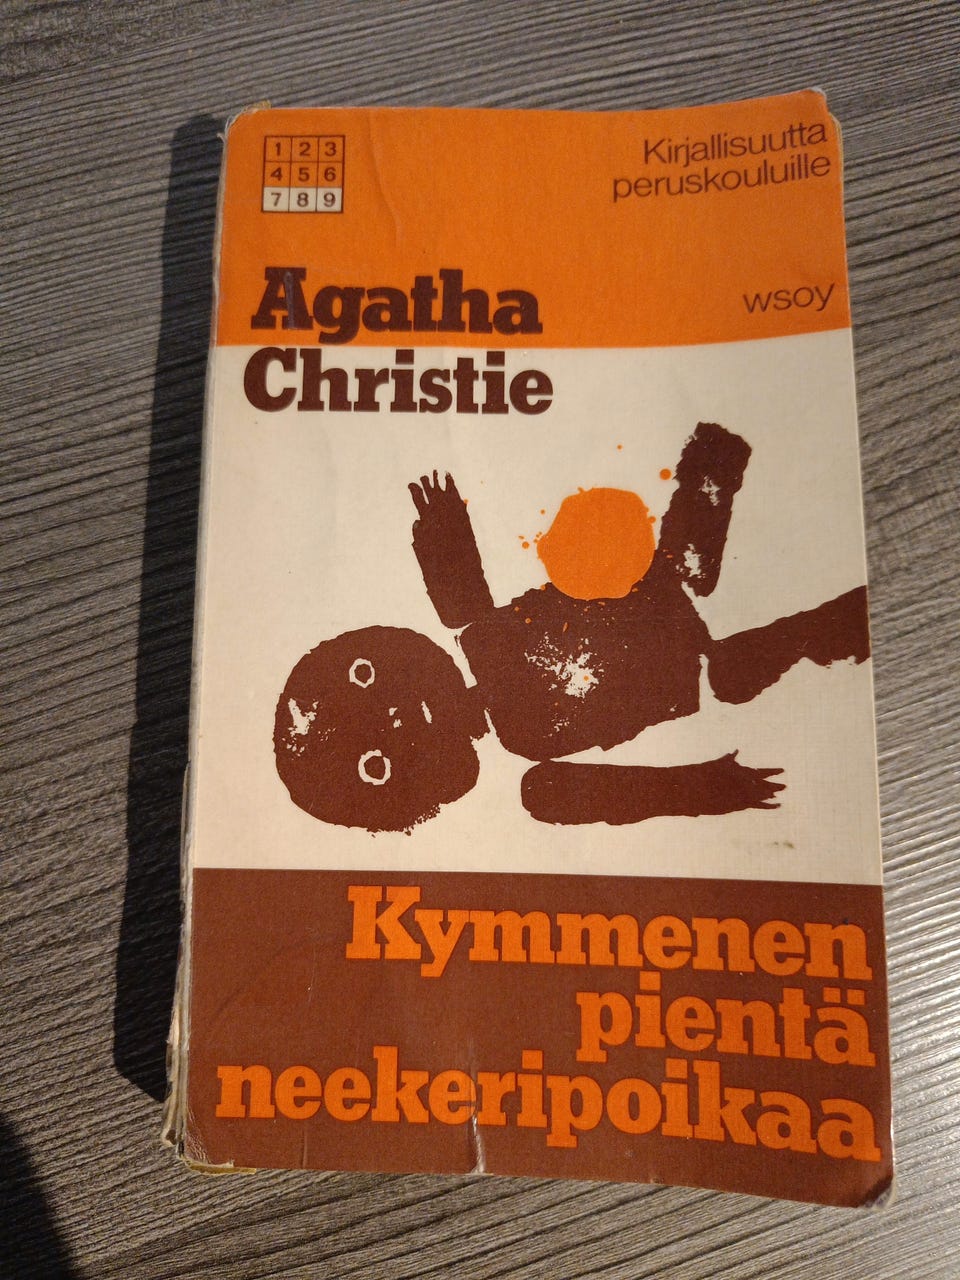 1 2 3
4 5 6
7 8 9
Kirjallisuutta
peruskouluille
wsoy
Agatha
Christie
Kymmenen
pientä
neekeripoikaa